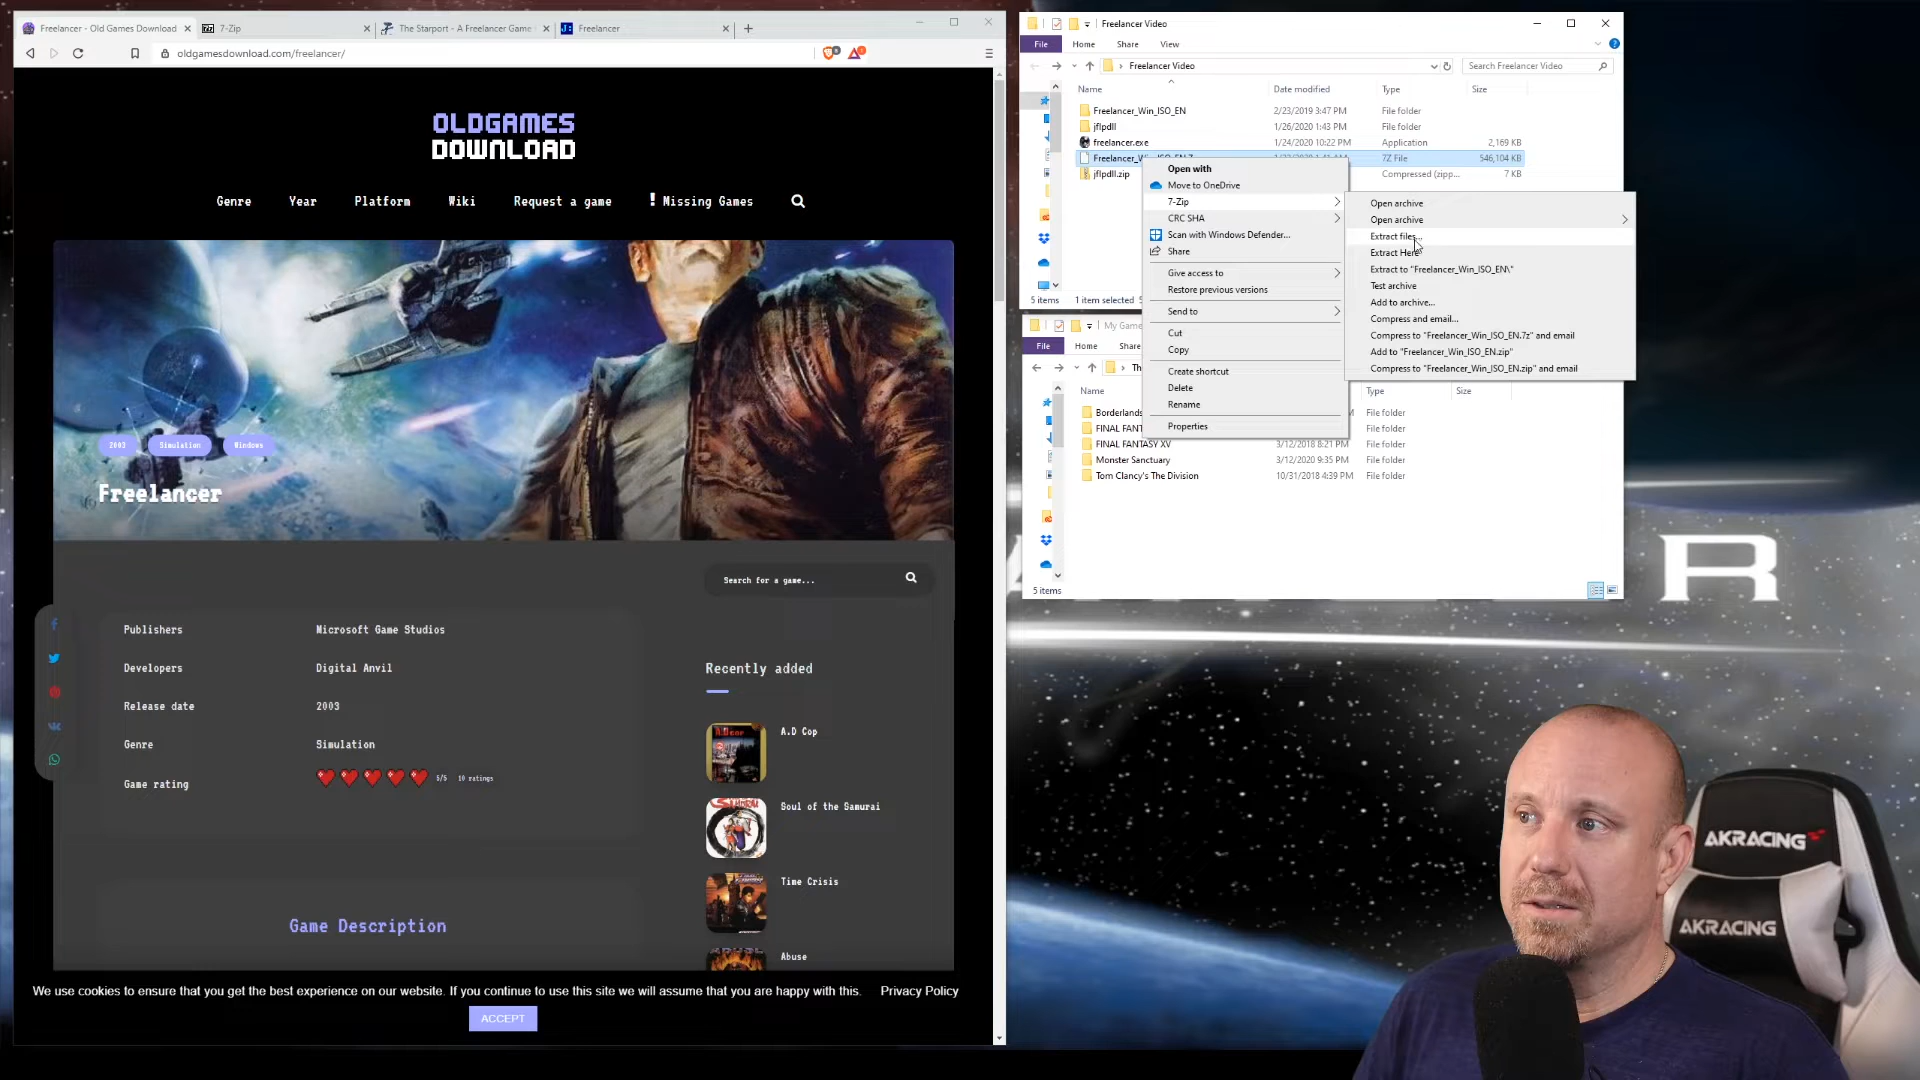 Freelancer - Old Games Download
7-Zip
The Starport - A Freelancer Game
Freelancer
oldgamesdownload.com/freelancer/
OLDGAMES
DOWNLOAD
Genre
Year
Platform
Wiki
Request a game
! Missing Games
2003
Simulation
Windows
Freelancer
Search for a game...
Publishers
Microsoft Game Studios
Developers
Digital Anvil
Release date
2003
Genre
Simulation
Game rating
5/5
10 ratings
Recently added
A.D Cop
Soul of the Samurai
Time Crisis
Abuse
Game Description
We use cookies to ensure that you get the best experience on our website. If you continue to use this site we will assume that you are happy with this.
Privacy Policy
ACCEPT
Freelancer Video
File
Home
Share
View
Freelancer Video
Search Freelancer Video
Name
Date modified
Type
Size
Freelancer_Win_ISO_EN
2/23/2019 3:47 PM
File folder
jflpdll
1/26/2020 1:43 PM
File folder
freelancer.exe
1/24/2020 10:22 PM
Application
2,169 KB
7Z File
546,104 KB
jflpdll.zip
Compressed (zipp...
7 KB
5 items
1 item selected
Open with
Move to OneDrive
7-Zip
CRC SHA
Scan with Windows Defender...
Share
Give access to
Restore previous versions
Send to
Cut
Copy
Create shortcut
Delete
Rename
Properties
Open archive
Open archive
Extract files...
Extract Here
Extract to "Freelancer_Win_ISO_EN\"
Test archive
Add to archive...
Compress and email...
Compress to "Freelancer_Win_ISO_EN.7z" and email
Add to "Freelancer_Win_ISO_EN.zip"
Compress to "Freelancer_Win_ISO_EN.zip" and email
My Game
File
Home
Share
Th
Name
Type
Size
Borderlands
File folder
FINAL FANT
File folder
FINAL FANTASY XV
3/12/2018 8:21 PM
File folder
Monster Sanctuary
3/12/2020 9:35 PM
File folder
Tom Clancy's The Division
10/31/2018 4:39 PM
File folder
5 items
R
AKRACING
AKRACING